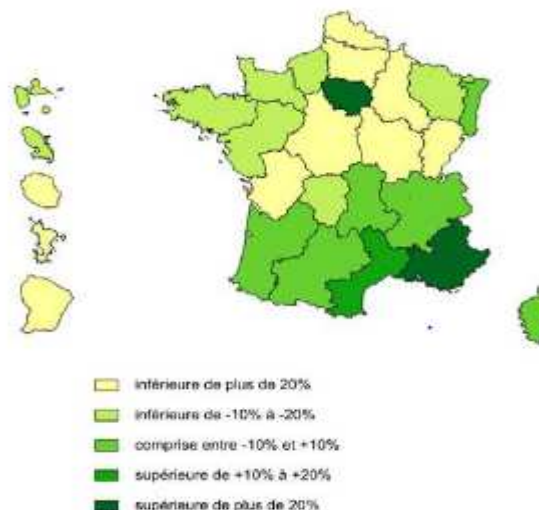 inférieure de plus de 20%
inférieure de -10% à -20%
comprise entre -10% et +10%
supérieure de +10% à +20%
supérieure de plus de 20%